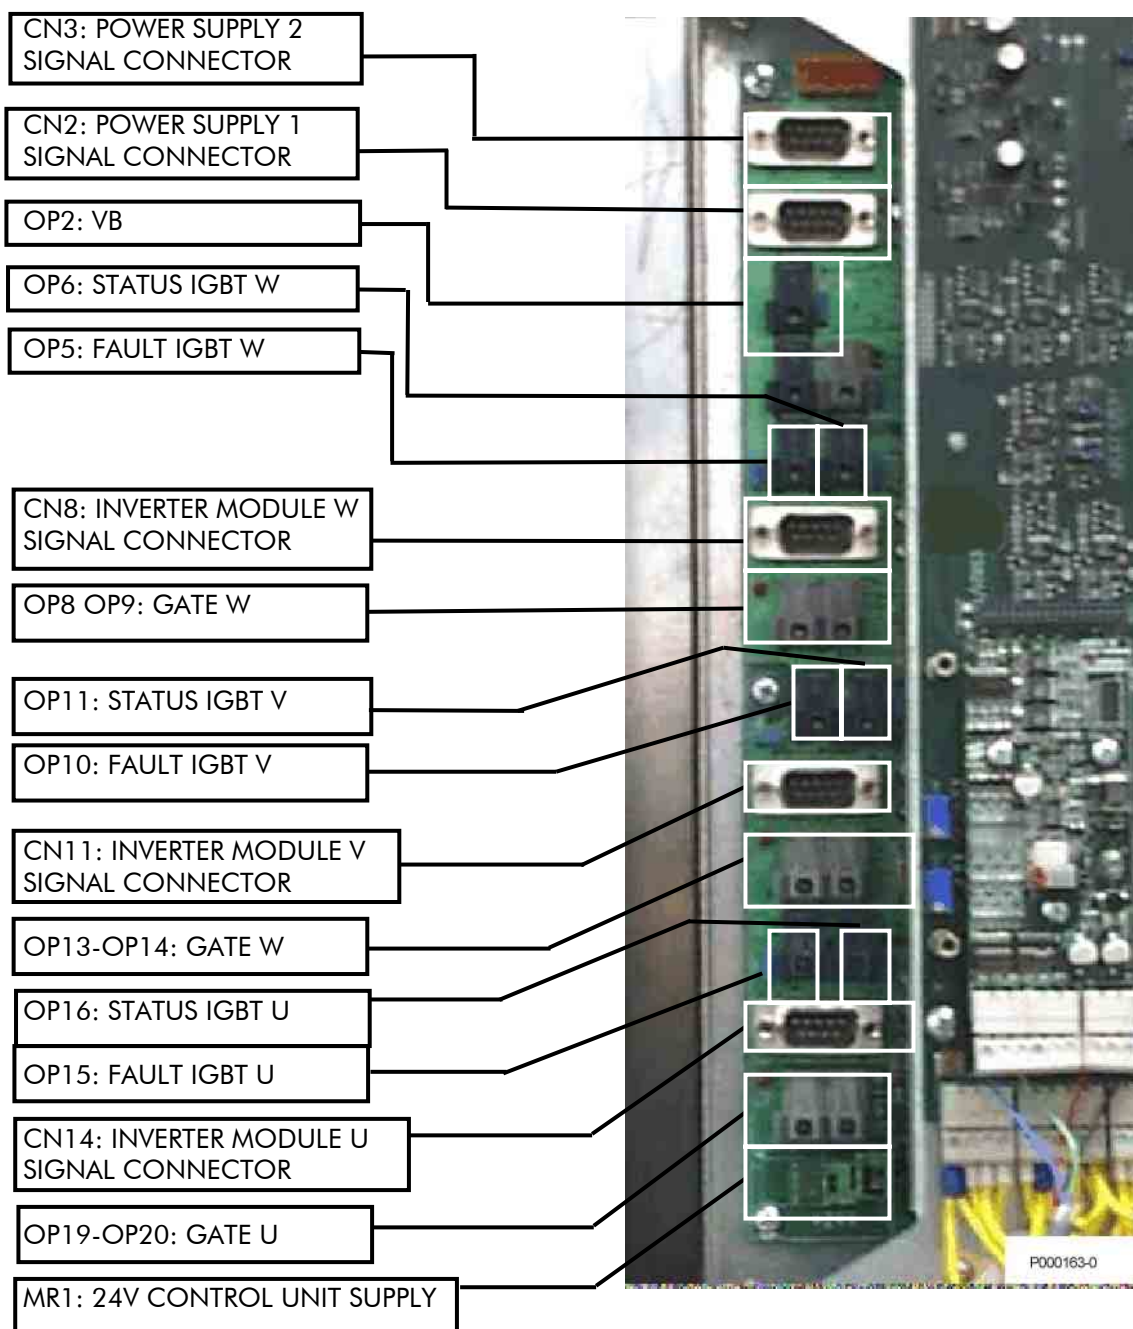 CN3: POWER SUPPLY 2
SIGNAL CONNECTOR
CN2: POWER SUPPLY 1
SIGNAL CONNECTOR
OP2: VB
OP6: STATUS IGBT W
OP5: FAULT IGBT W
CN8: INVERTER MODULE W
SIGNAL CONNECTOR
OP8 OP9: GATE W
OP11: STATUS IGBT V
OP10: FAULT IGBT V
CN11: INVERTER MODULE V
SIGNAL CONNECTOR
OP13-OP14: GATE W
OP16: STATUS IGBT U
OP15: FAULT IGBT U
CN14: INVERTER MODULE U
SIGNAL CONNECTOR
OP19-OP20: GATE U
MR1: 24V CONTROL UNIT SUPPLY
P000163-0